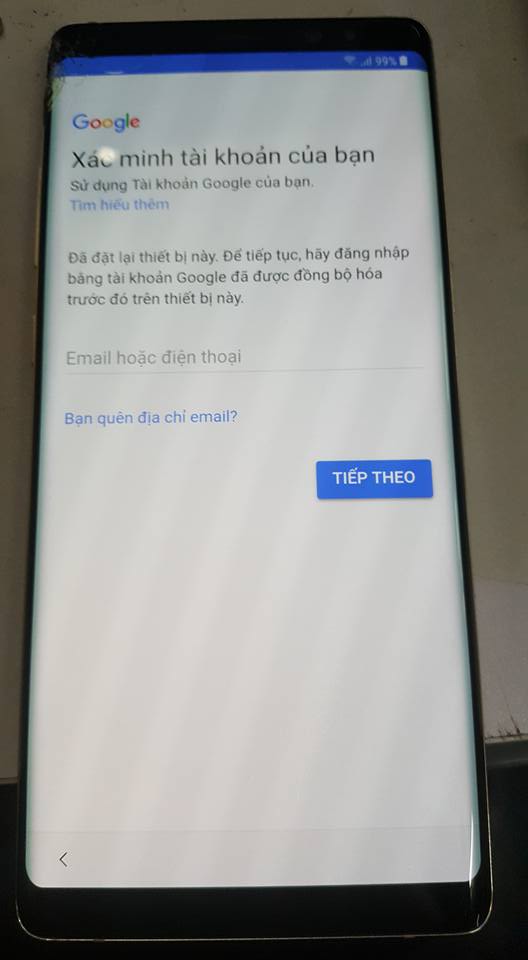 99%
Google
Xác minh tài khoản của bạn
Sử dụng Tài khoản Google của bạn.
Tìm hiểu thêm
Đã đặt lại thiết bị này. Để tiếp tục, hãy đăng nhập
bằng tài khoản Google đã được đồng bộ hóa
trước đó trên thiết bị này.
Email hoặc điện thoại
Bạn quên địa chỉ email?
TIẾP THEO